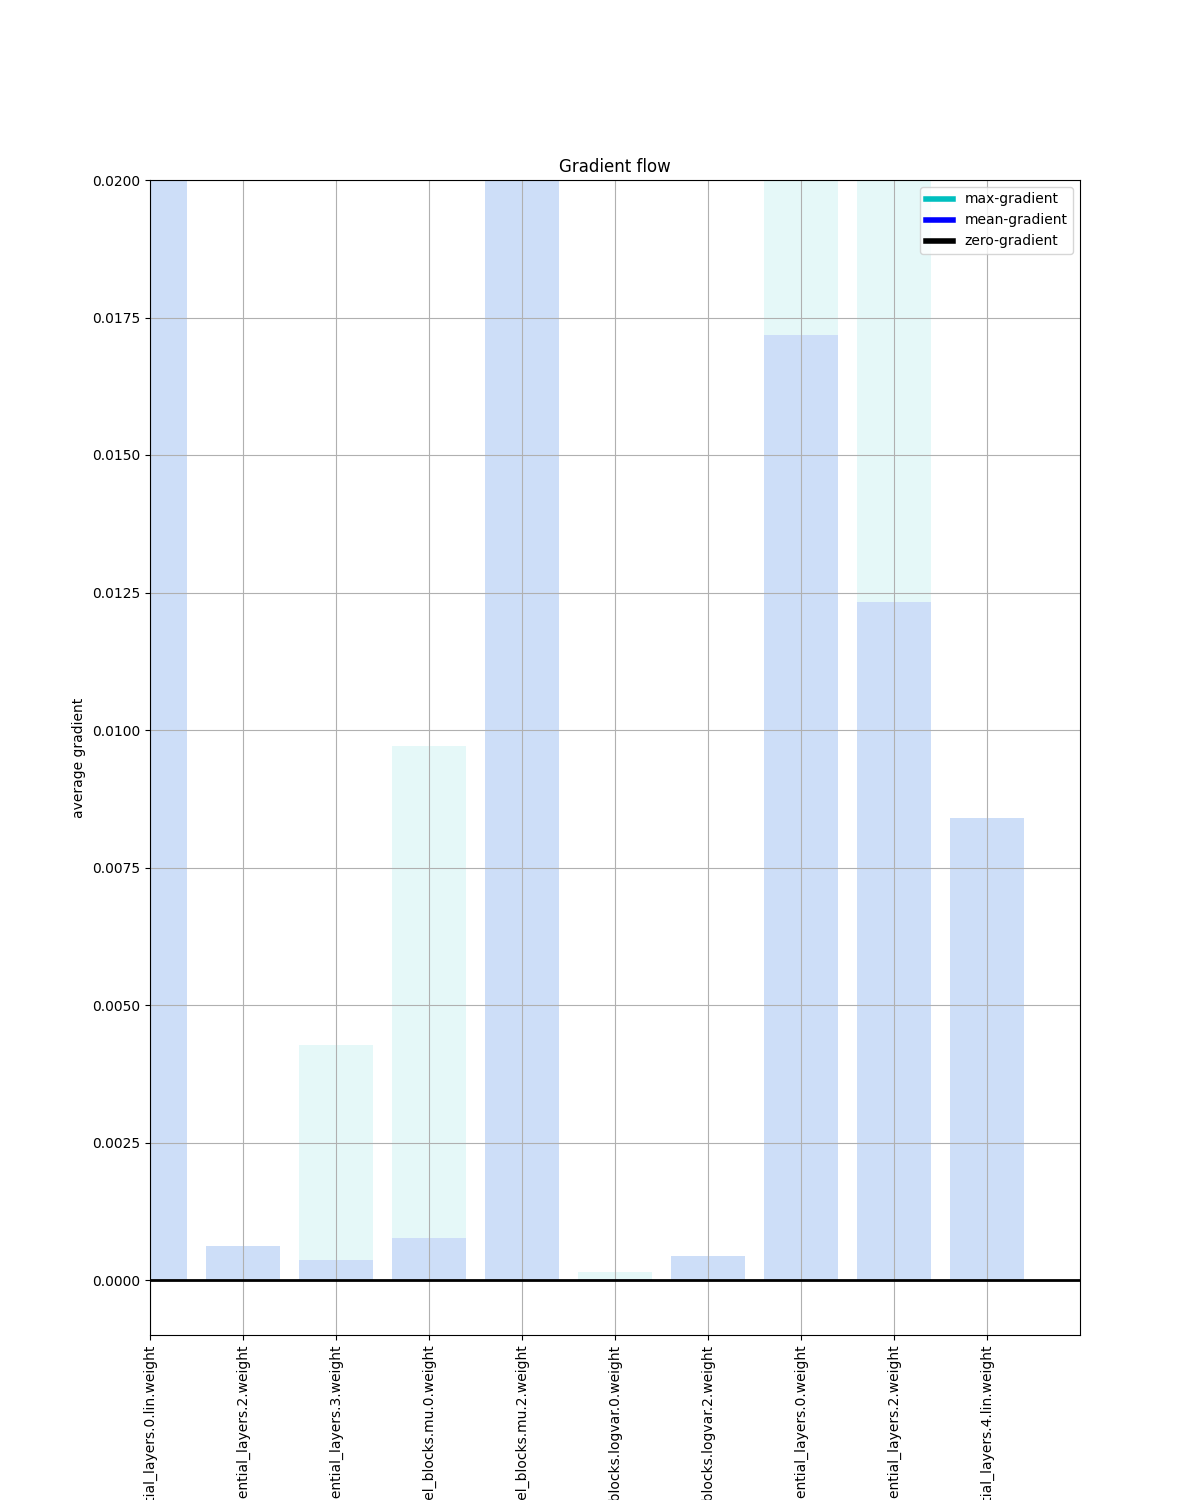 Gradient flow
max-gradient
mean-gradient
zero-gradient
0.0200
0.0175
0.0150
0.0125
0.0100
0.0075
0.0050
0.0025
0.0000
average gradient
tial_layers.0.lin.weight
ential_layers.2.weight
ential_layers.3.weight
el_blocks.mu.0.weight
el_blocks.mu.2.weight
blocks.logvar.0.weight
blocks.logvar.2.weight
ential_layers.0.weight
ential_layers.2.weight
tial_layers.4.lin.weight